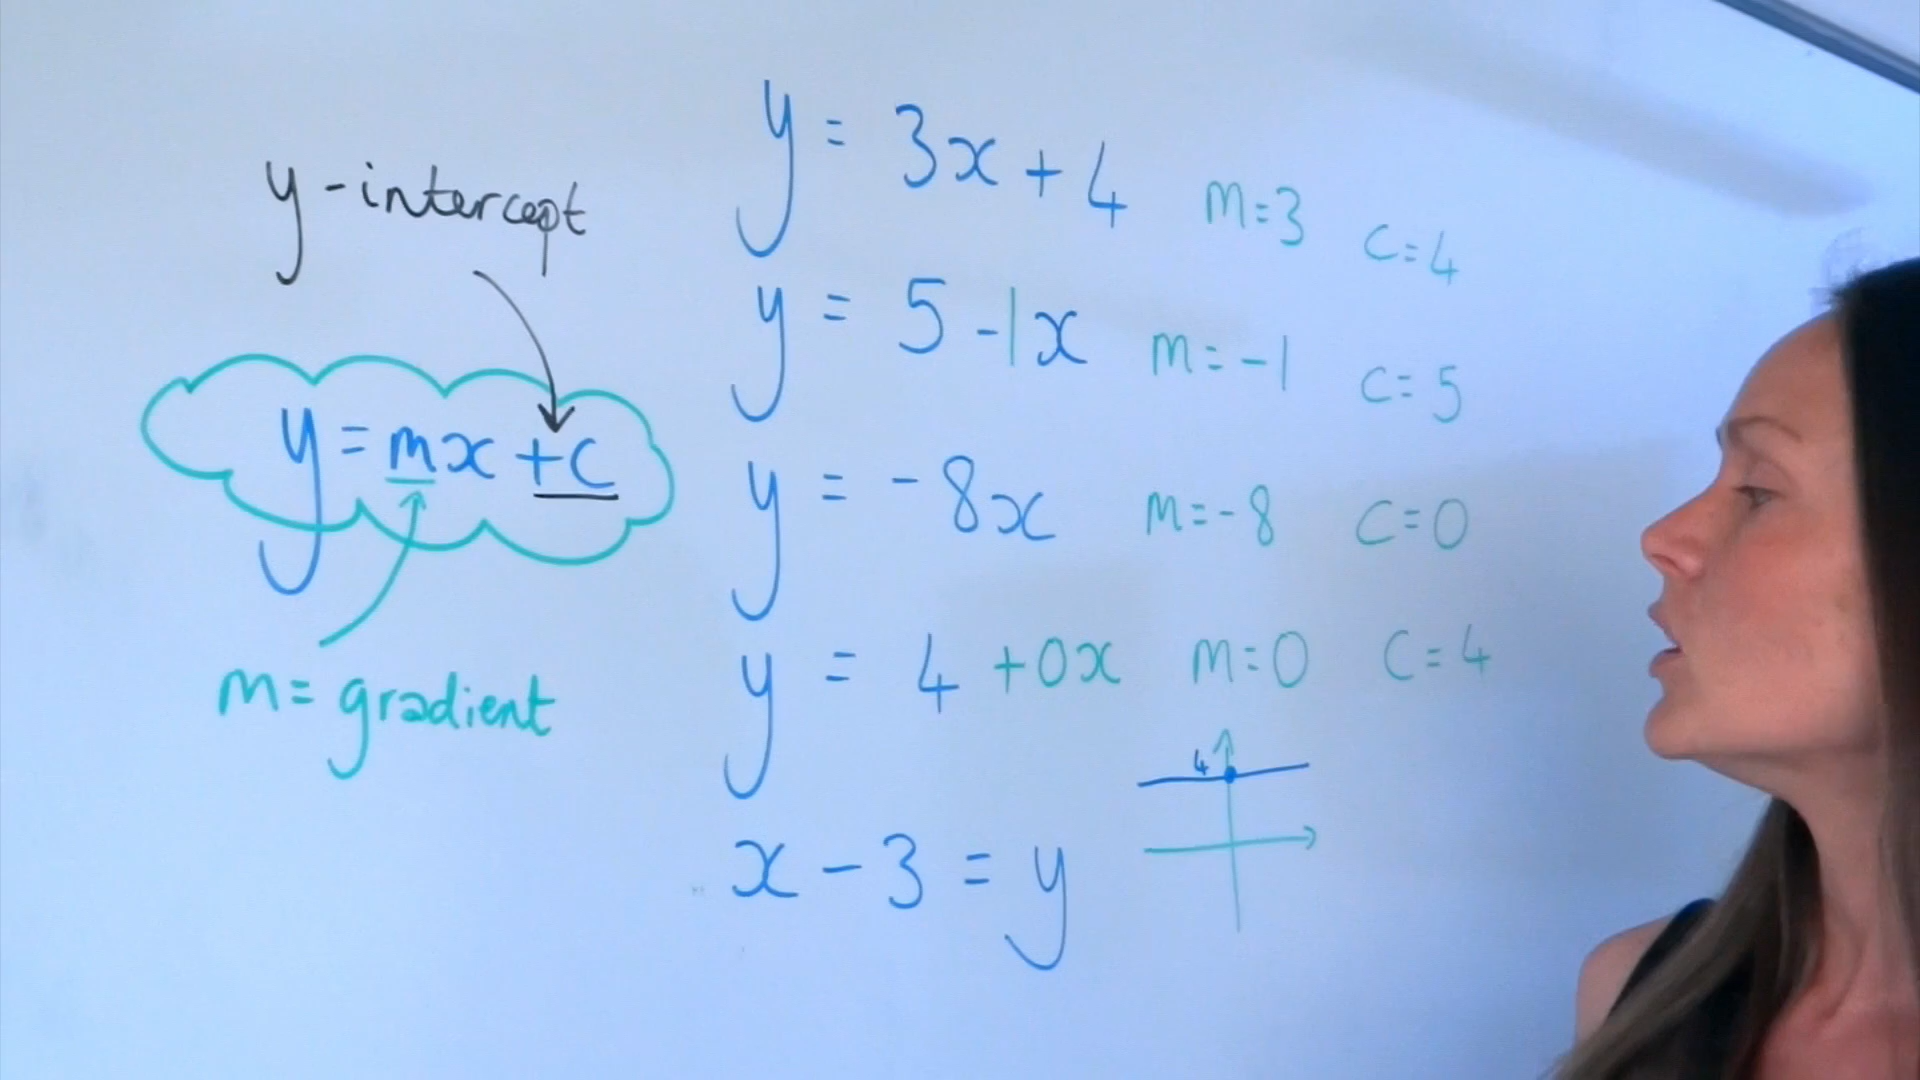 y-intercept
y = mx + c
m = gradient
y = 3x + 4 m = 3 c = 4
y = 5 - 1x m = -1 c = 5
y = -8x m = -8 c = 0
y = 4 + 0x m = 0 c = 4
4
x - 3 = y